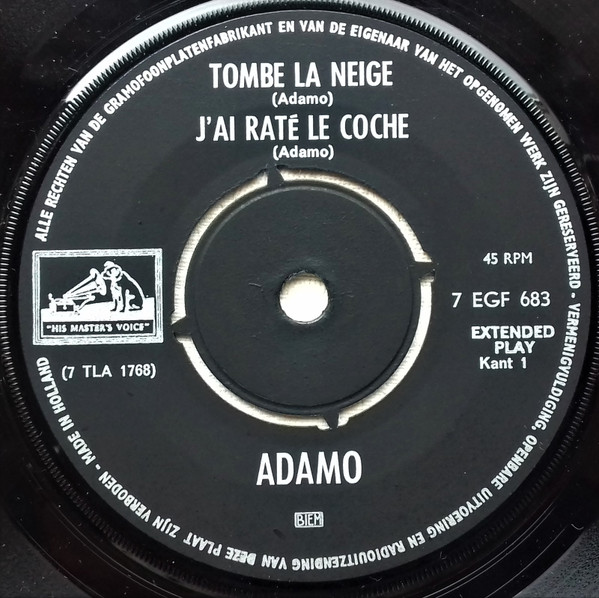 ALLE RECHTEN VAN DE GRAMOFOONPLATENFABRIKANT EN VAN DE EIGENAAR VAN HET OPGENOMEN WERK ZIJN GERESERVEERD - VERMENIGVULDIGING, OPENBARE UITVOERING EN RADIOUITZENDING VAN DEZE PLAAT ZIJN VERBODEN - MADE IN HOLLAND
TOMBE LA NEIGE
(Adamo)
J'AI RATÉ LE COCHE
(Adamo)
45 RPM
7 EGF 683
EXTENDED
PLAY
Kant 1
"HIS MASTER'S VOICE"
(7 TLA 1768)
ADAMO
BIEM